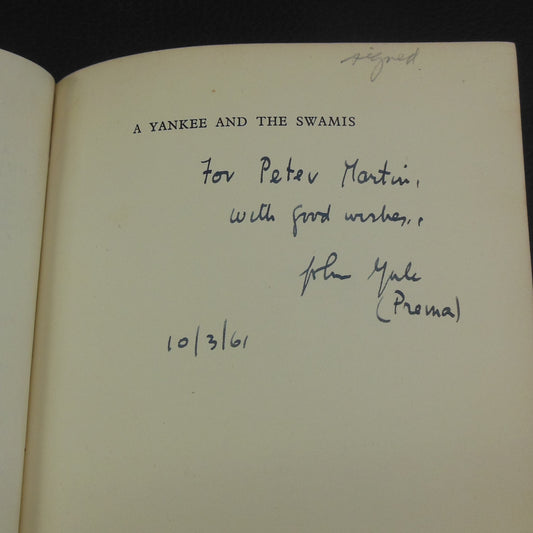 signed
A YANKEE AND THE SWAMIS
For Peter Martin,
with good wishes,.
John Yale
(Prema)
10/3/61